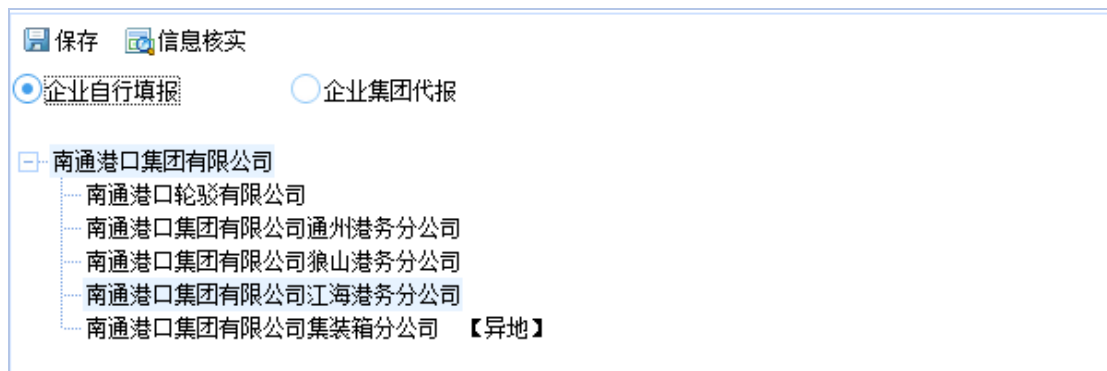 保存 信息核实
企业自行填报 企业集团代报
南通港口集团有限公司
南通港口轮驳有限公司
南通港口集团有限公司通州港务分公司
南通港口集团有限公司狼山港务分公司
南通港口集团有限公司江海港务分公司
南通港口集团有限公司集装箱分公司 【异地】